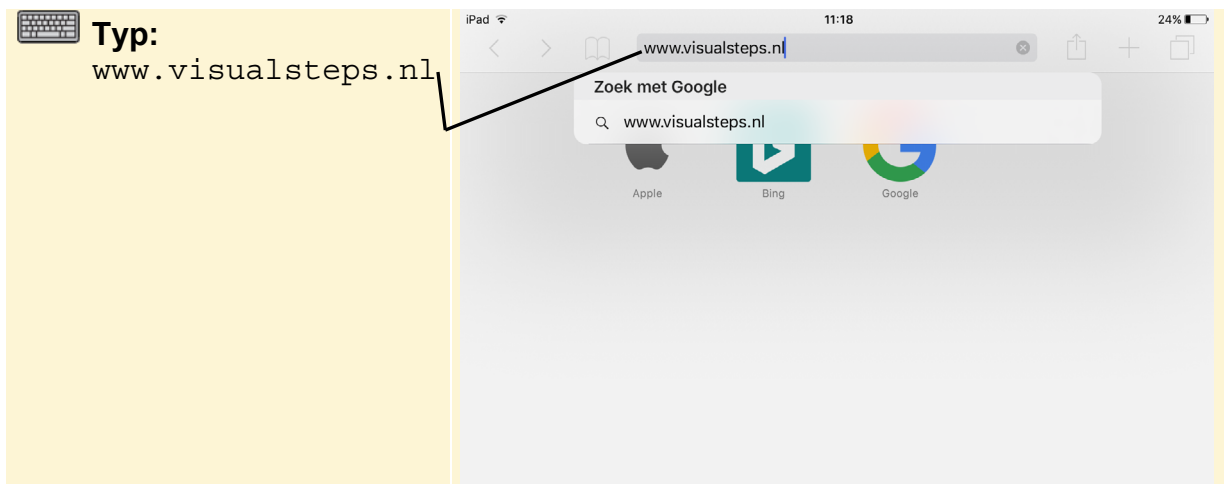 Typ:
www.visualsteps.nl
iPad 11:18 24%
www.visualsteps.nl
Zoek met Google
www.visualsteps.nl
Apple Bing Google